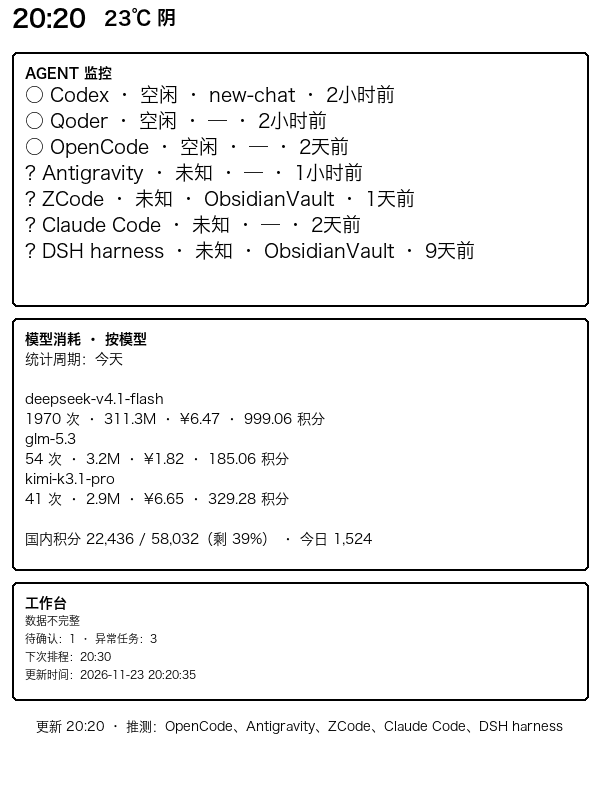 20:20 23℃ 阴
AGENT 监控
○ Codex · 空闲 · new-chat · 2小时前
○ Qoder · 空闲 · — · 2小时前
○ OpenCode · 空闲 · — · 2天前
? Antigravity · 未知 · — · 1小时前
? ZCode · 未知 · ObsidianVault · 1天前
? Claude Code · 未知 · — · 2天前
? DSH harness · 未知 · ObsidianVault · 9天前
模型消耗 · 按模型
统计周期: 今天
deepseek-v4.1-flash
1970 次 · 311.3M · ¥6.47 · 999.06 积分
glm-5.3
54 次 · 3.2M · ¥1.82 · 185.06 积分
kimi-k3.1-pro
41 次 · 2.9M · ¥6.65 · 329.28 积分
国内积分 22,436 / 58,032（剩 39%） · 今日 1,524
工作台
数据不完整
待确认: 1 · 异常任务: 3
下次排程: 20:30
更新时间: 2026-11-23 20:20:35
更新 20:20 · 推测: OpenCode、Antigravity、ZCode、Claude Code、DSH harness